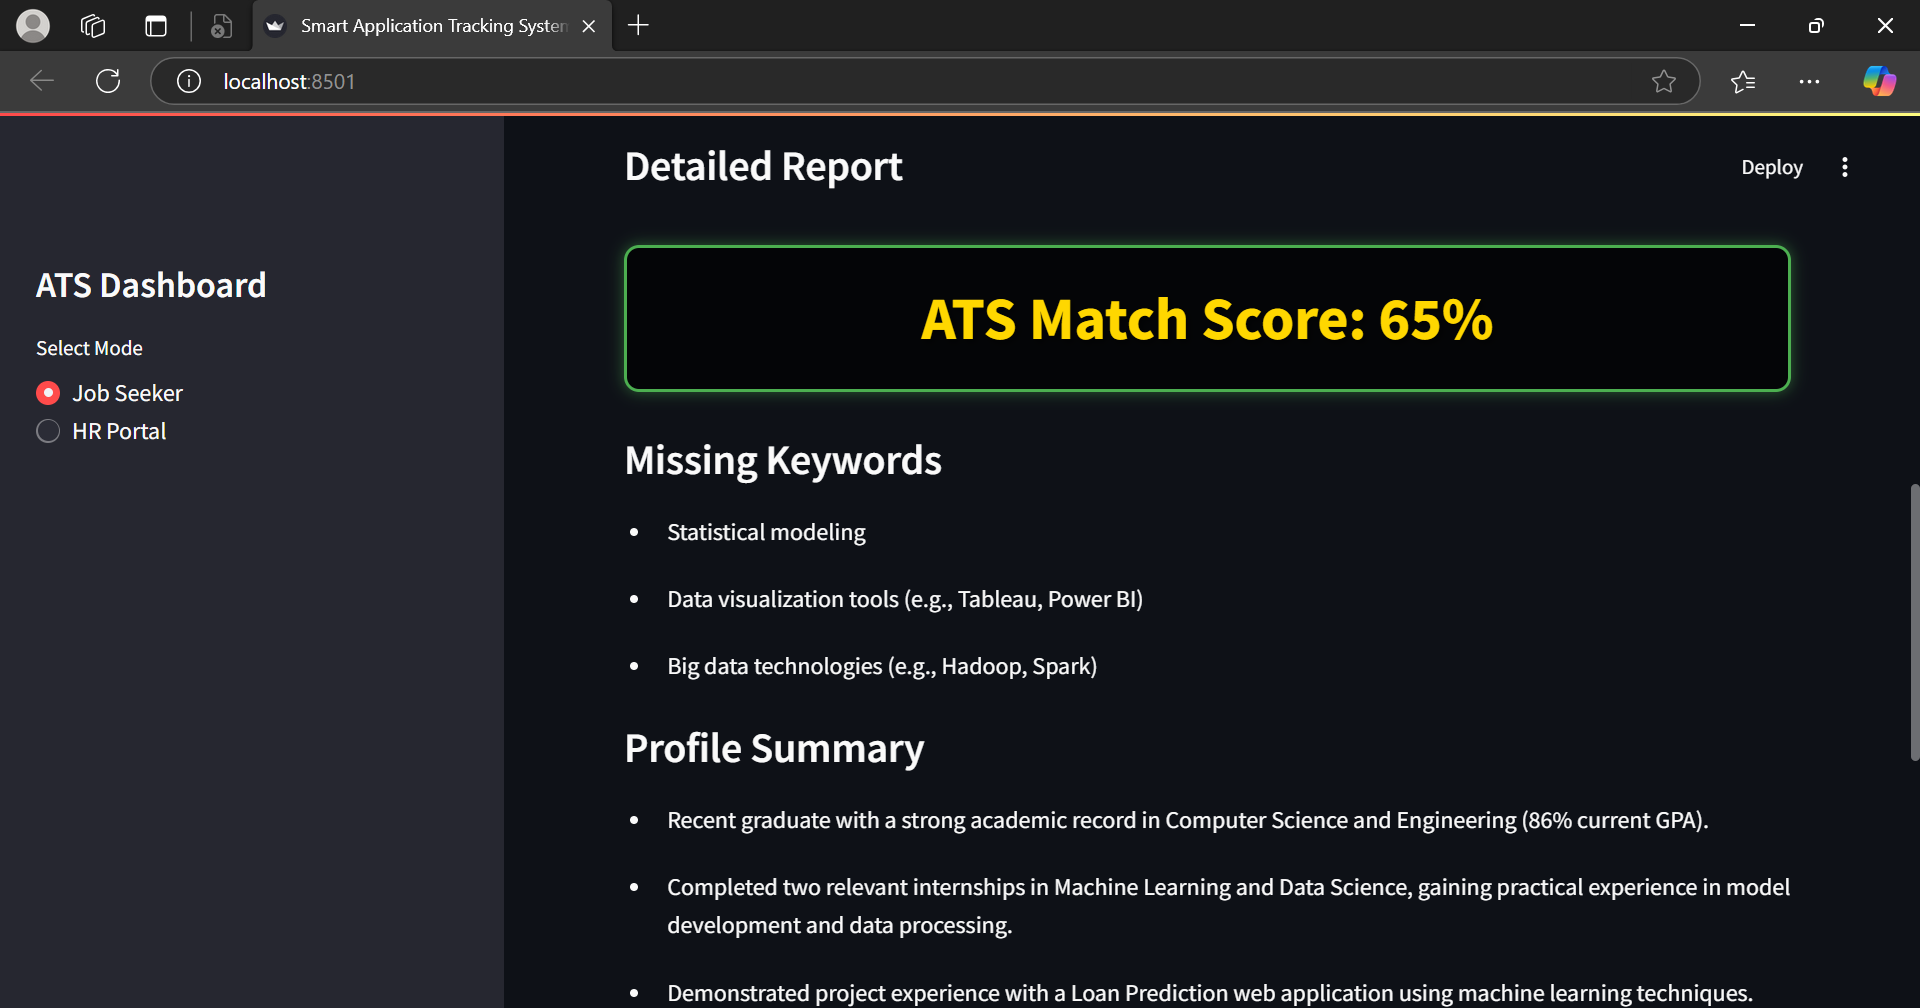 Smart Application Tracking System
localhost:8501
Detailed Report
Deploy
ATS Dashboard
Select Mode
Job Seeker
HR Portal
ATS Match Score: 65%
Missing Keywords
• Statistical modeling
• Data visualization tools (e.g., Tableau, Power BI)
• Big data technologies (e.g., Hadoop, Spark)
Profile Summary
• Recent graduate with a strong academic record in Computer Science and Engineering (86% current GPA).
• Completed two relevant internships in Machine Learning and Data Science, gaining practical experience in model
development and data processing.
• Demonstrated project experience with a Loan Prediction web application using machine learning techniques.